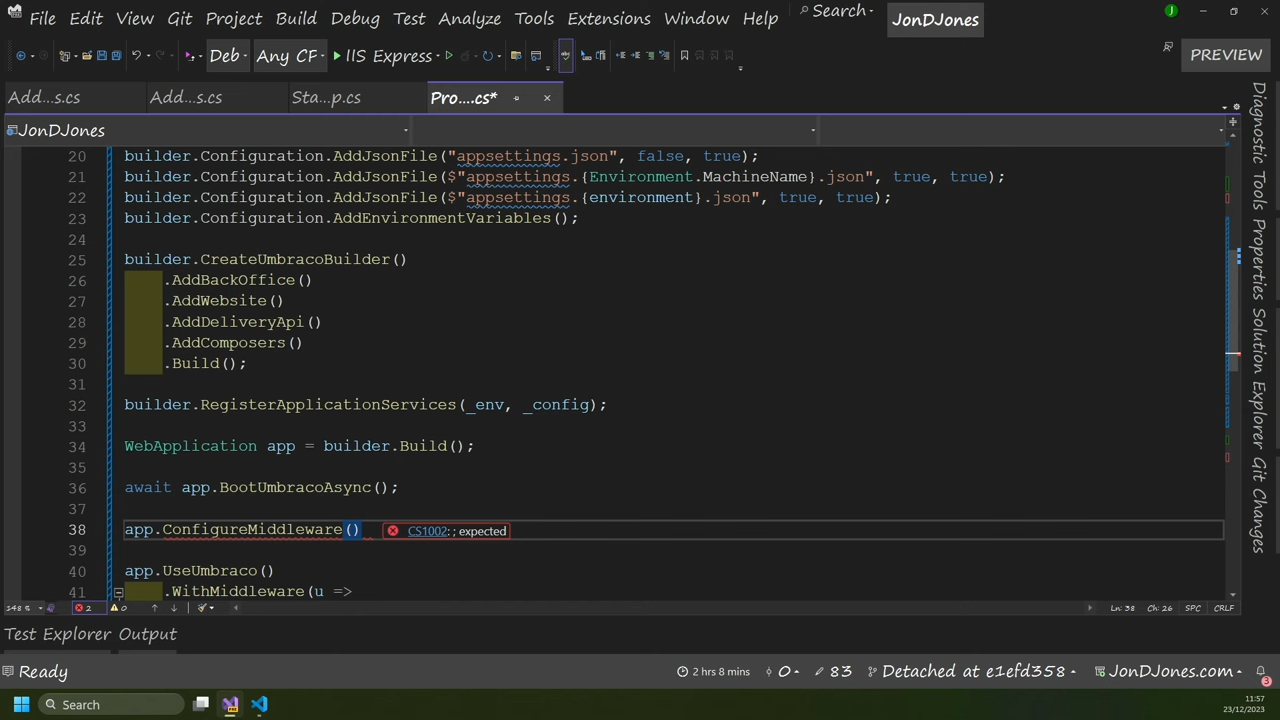 File Edit View Git Project Build Debug Test Analyze Tools Extensions Window Help Search JonDJones J
Deb Any CF IIS Express PREVIEW
Add...s.cs Add...s.cs Sta...p.cs Pro....cs*
JonDJones
20 builder.Configuration.AddJsonFile("appsettings.json", false, true);
21 builder.Configuration.AddJsonFile($"appsettings.{Environment.MachineName}.json", true, true);
22 builder.Configuration.AddJsonFile($"appsettings.{environment}.json", true, true);
23 builder.Configuration.AddEnvironmentVariables();
24
25 builder.CreateUmbracoBuilder()
26 .AddBackOffice()
27 .AddWebsite()
28 .AddDeliveryApi()
29 .AddComposers()
30 .Build();
31
32 builder.RegisterApplicationServices(_env, _config);
33
34 WebApplication app = builder.Build();
35
36 await app.BootUmbracoAsync();
37
38 app.ConfigureMiddleware() CS1002: ; expected
39
40 app.UseUmbraco()
41 .WithMiddleware(u =>
148 % 2 0 Ln: 38 Ch: 26 SPC CRLF
Test Explorer Output
Ready 2 hrs 8 mins 0 83 Detached at e1efd358 JonDJones.com 3
Search PRE 11:57
23/12/2023
Diagnostic Tools
Properties
Solution Explorer
Git Changes